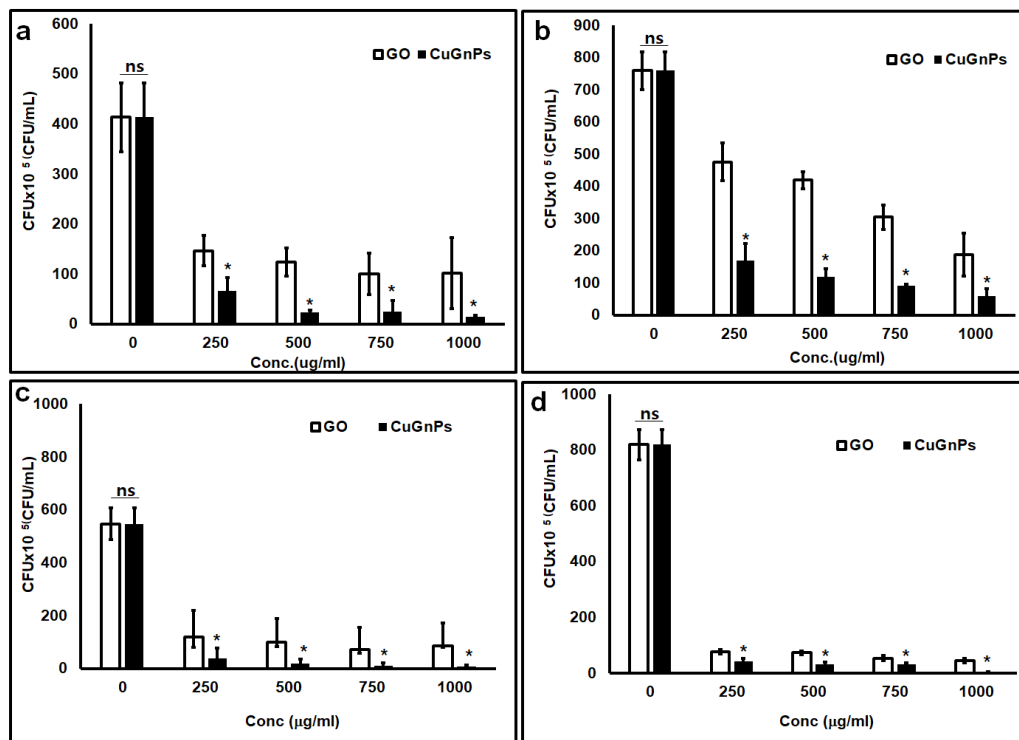 a
600
500
400
300
200
100
0
CFUx10 5 (CFU/mL)
ns
GO CuGnPs
*
*
*
*
0 250 500 750 1000
Conc.(ug/ml)
b
900
800
700
600
500
400
300
200
100
0
CFUx10 5 (CFU/mL)
ns
GO CuGnPs
*
*
*
*
0 250 500 750 1000
Conc.(ug/ml)
c
1000
800
600
400
200
0
CFUx10 5(CFU/mL)
GO CuGnPs
ns
*
*
*
*
0 250 500 750 1000
Conc (μg/ml)
d
1000
800
600
400
200
0
CFUx10 5 (CFU/mL)
ns
GO CuGnPs
*
*
*
*
0 250 500 750 1000
Conc (μg/ml)